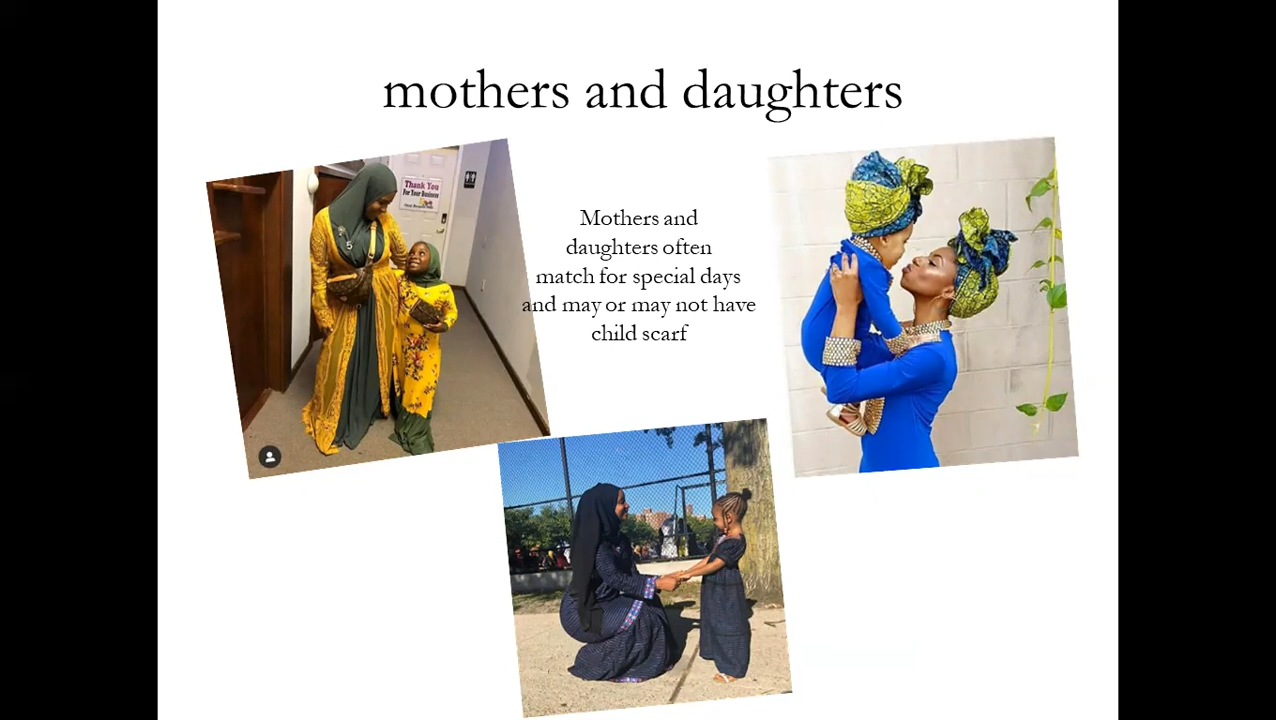 mothers and daughters
Mothers and
daughters often
match for special days
and may or may not have
child scarf
Thank You
For Your Business